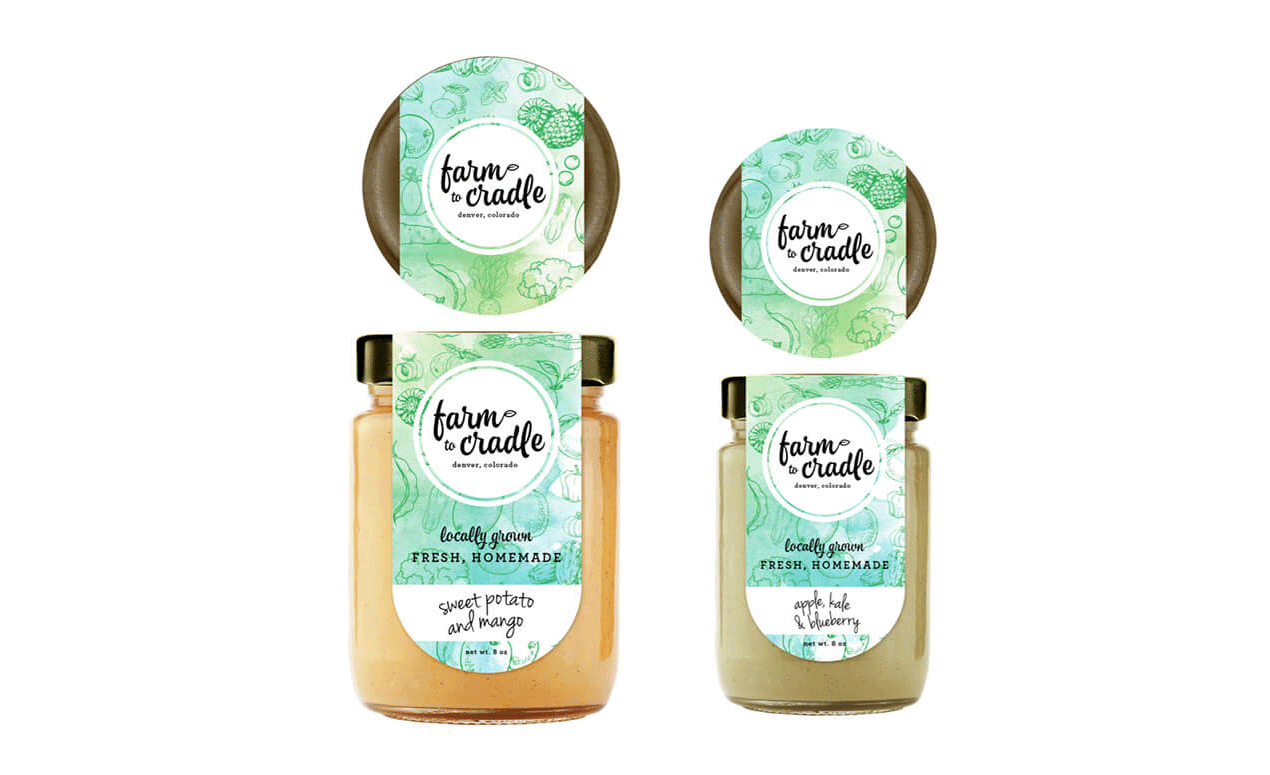 farm
to cradle
denver, colorado
farm
to cradle
denver, colorado
farm
to cradle
denver, colorado
locally grown
FRESH, HOMEMADE
sweet potato
and mango
net wt. 8 oz
farm
to cradle
denver, colorado
locally grown
FRESH, HOMEMADE
apple, kale
& blueberry
net wt. 8 oz